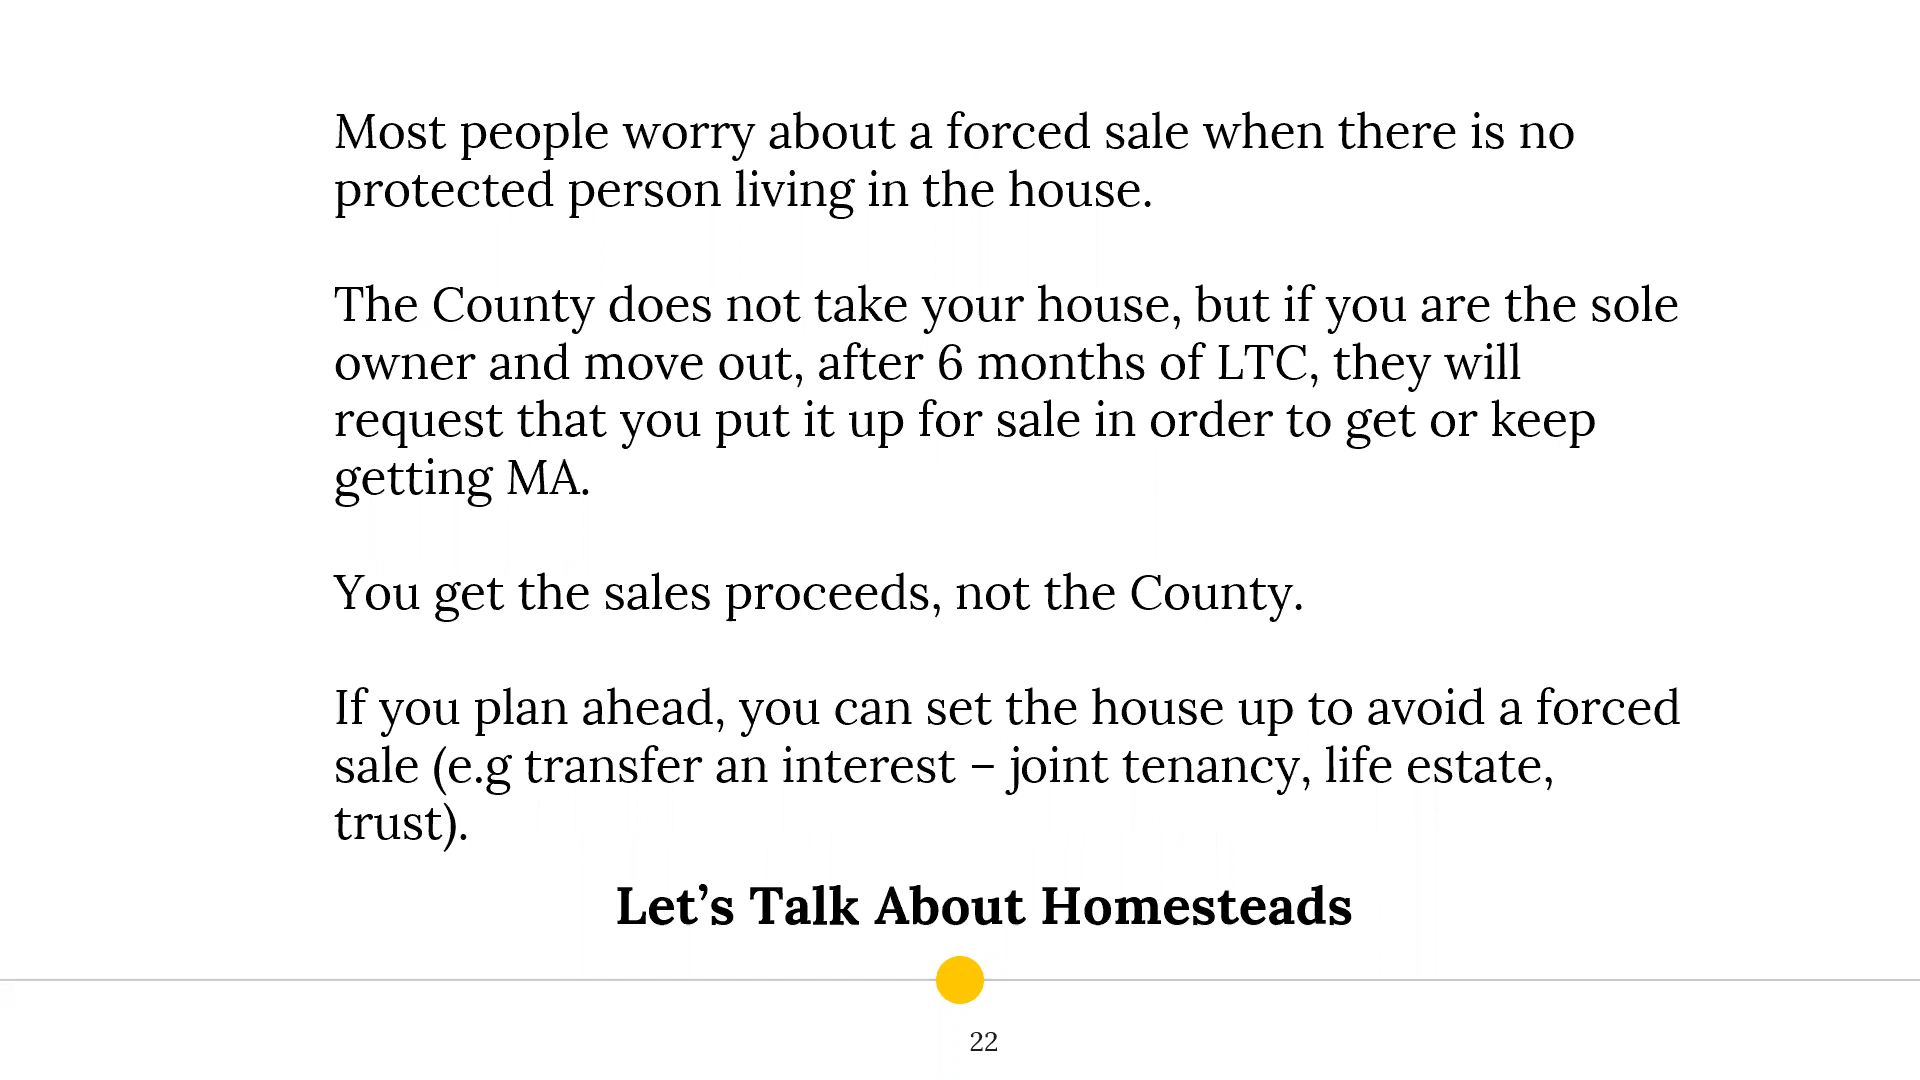 Most people worry about a forced sale when there is no
protected person living in the house.
The County does not take your house, but if you are the sole
owner and move out, after 6 months of LTC, they will
request that you put it up for sale in order to get or keep
getting MA.
You get the sales proceeds, not the County.
If you plan ahead, you can set the house up to avoid a forced
sale (e.g transfer an interest – joint tenancy, life estate,
trust).
Let’s Talk About Homesteads
22